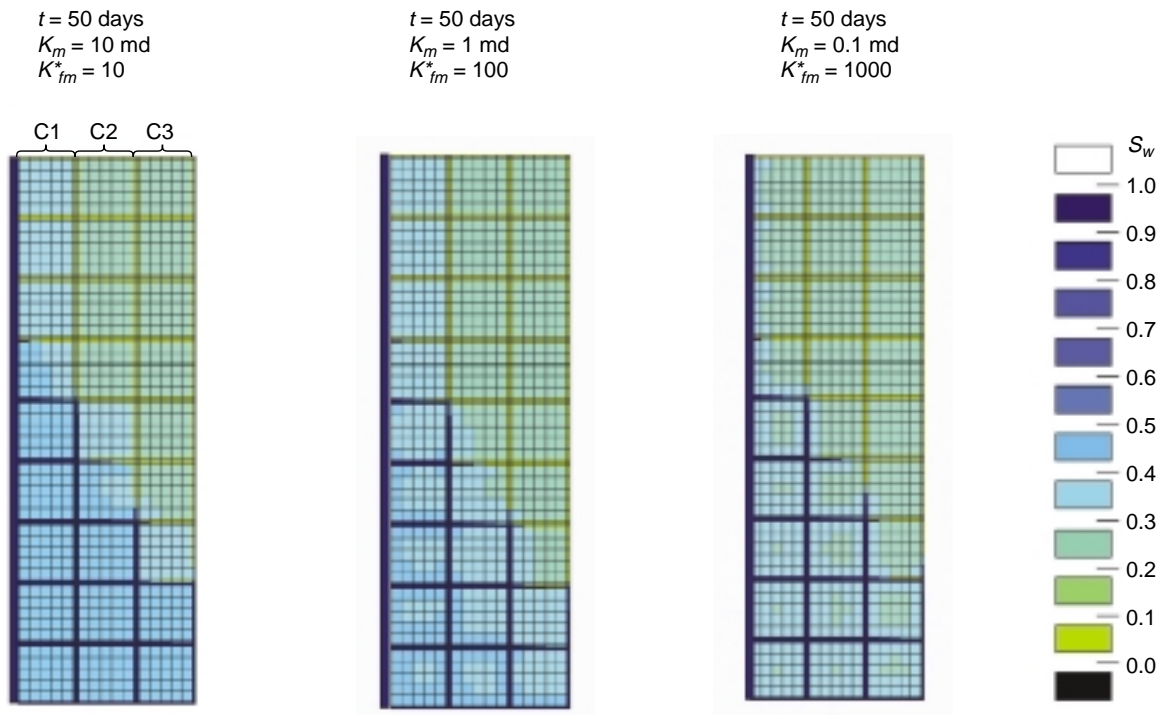 t = 50 days
K_m = 10 md
K*_fm = 10
t = 50 days
K_m = 1 md
K*_fm = 100
t = 50 days
K_m = 0.1 md
K*_fm = 1000
C1 C2 C3
S_w
1.0
0.9
0.8
0.7
0.6
0.5
0.4
0.3
0.2
0.1
0.0